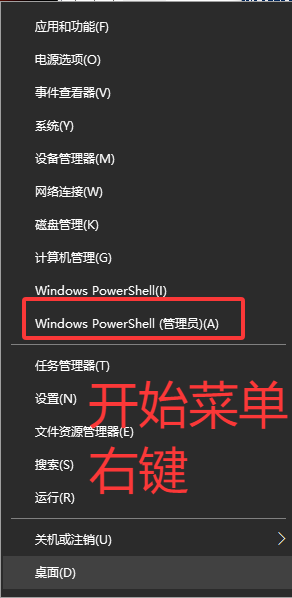 应用和功能(F)
电源选项(O)
事件查看器(V)
系统(Y)
设备管理器(M)
网络连接(W)
磁盘管理(K)
计算机管理(G)
Windows PowerShell(I)
Windows PowerShell (管理员)(A)
任务管理器(T)
设置(N)
文件资源管理器(E)
搜索(S)
运行(R)
开始菜单
右键
关机或注销(U)
桌面(D)